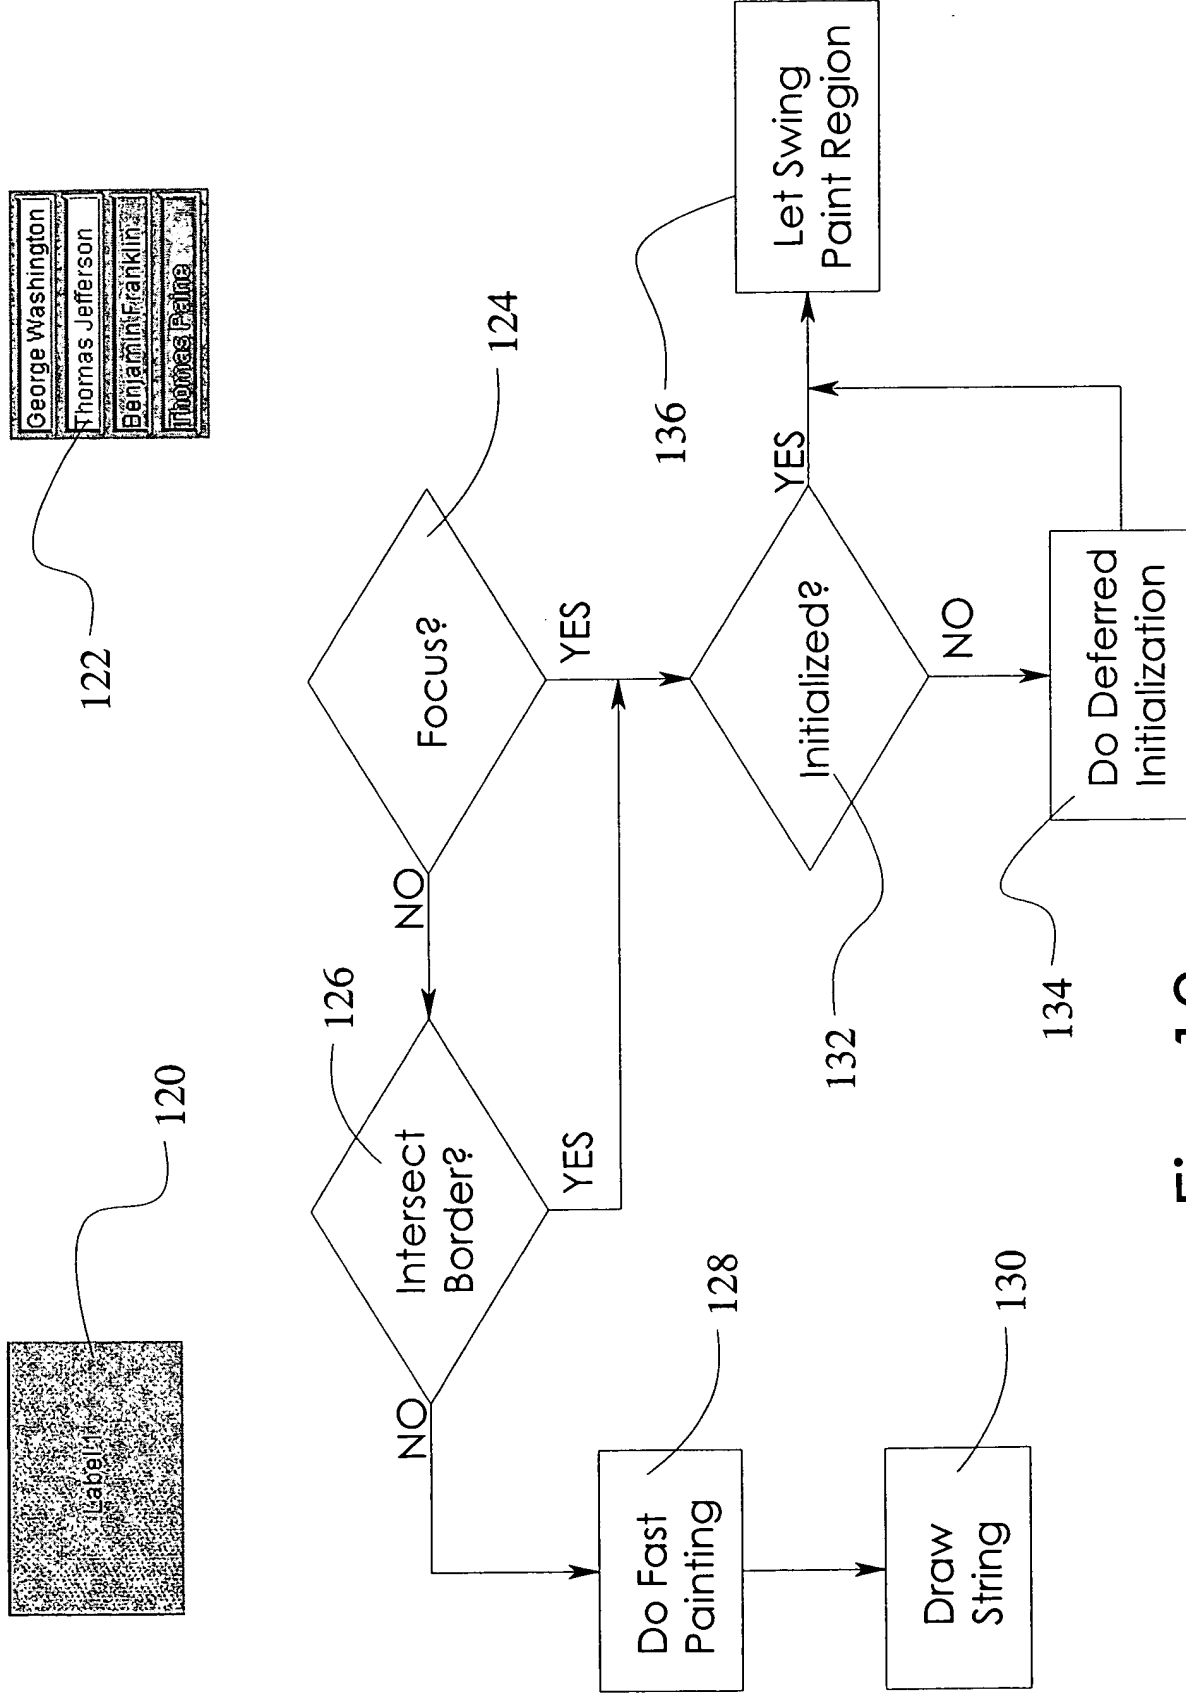 Label1
120
George Washington
Thomas Jefferson
Benjamin Franklin
Thomas Paine
122
Focus?
124
NO
YES
Intersect
Border?
126
NO
YES
Do Fast
Painting
128
Draw
String
130
Initialized?
132
YES
NO
Let Swing
Paint Region
136
Do Deferred
Initialization
134